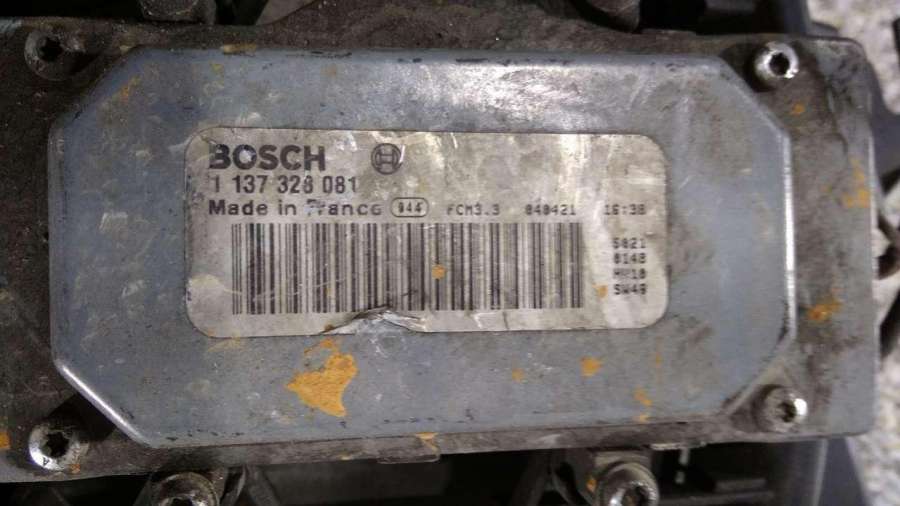 BOSCH
1 137 328 081
Made in France 944 FCM3.3 040421 16:38
5021
0148
HW10
SW49